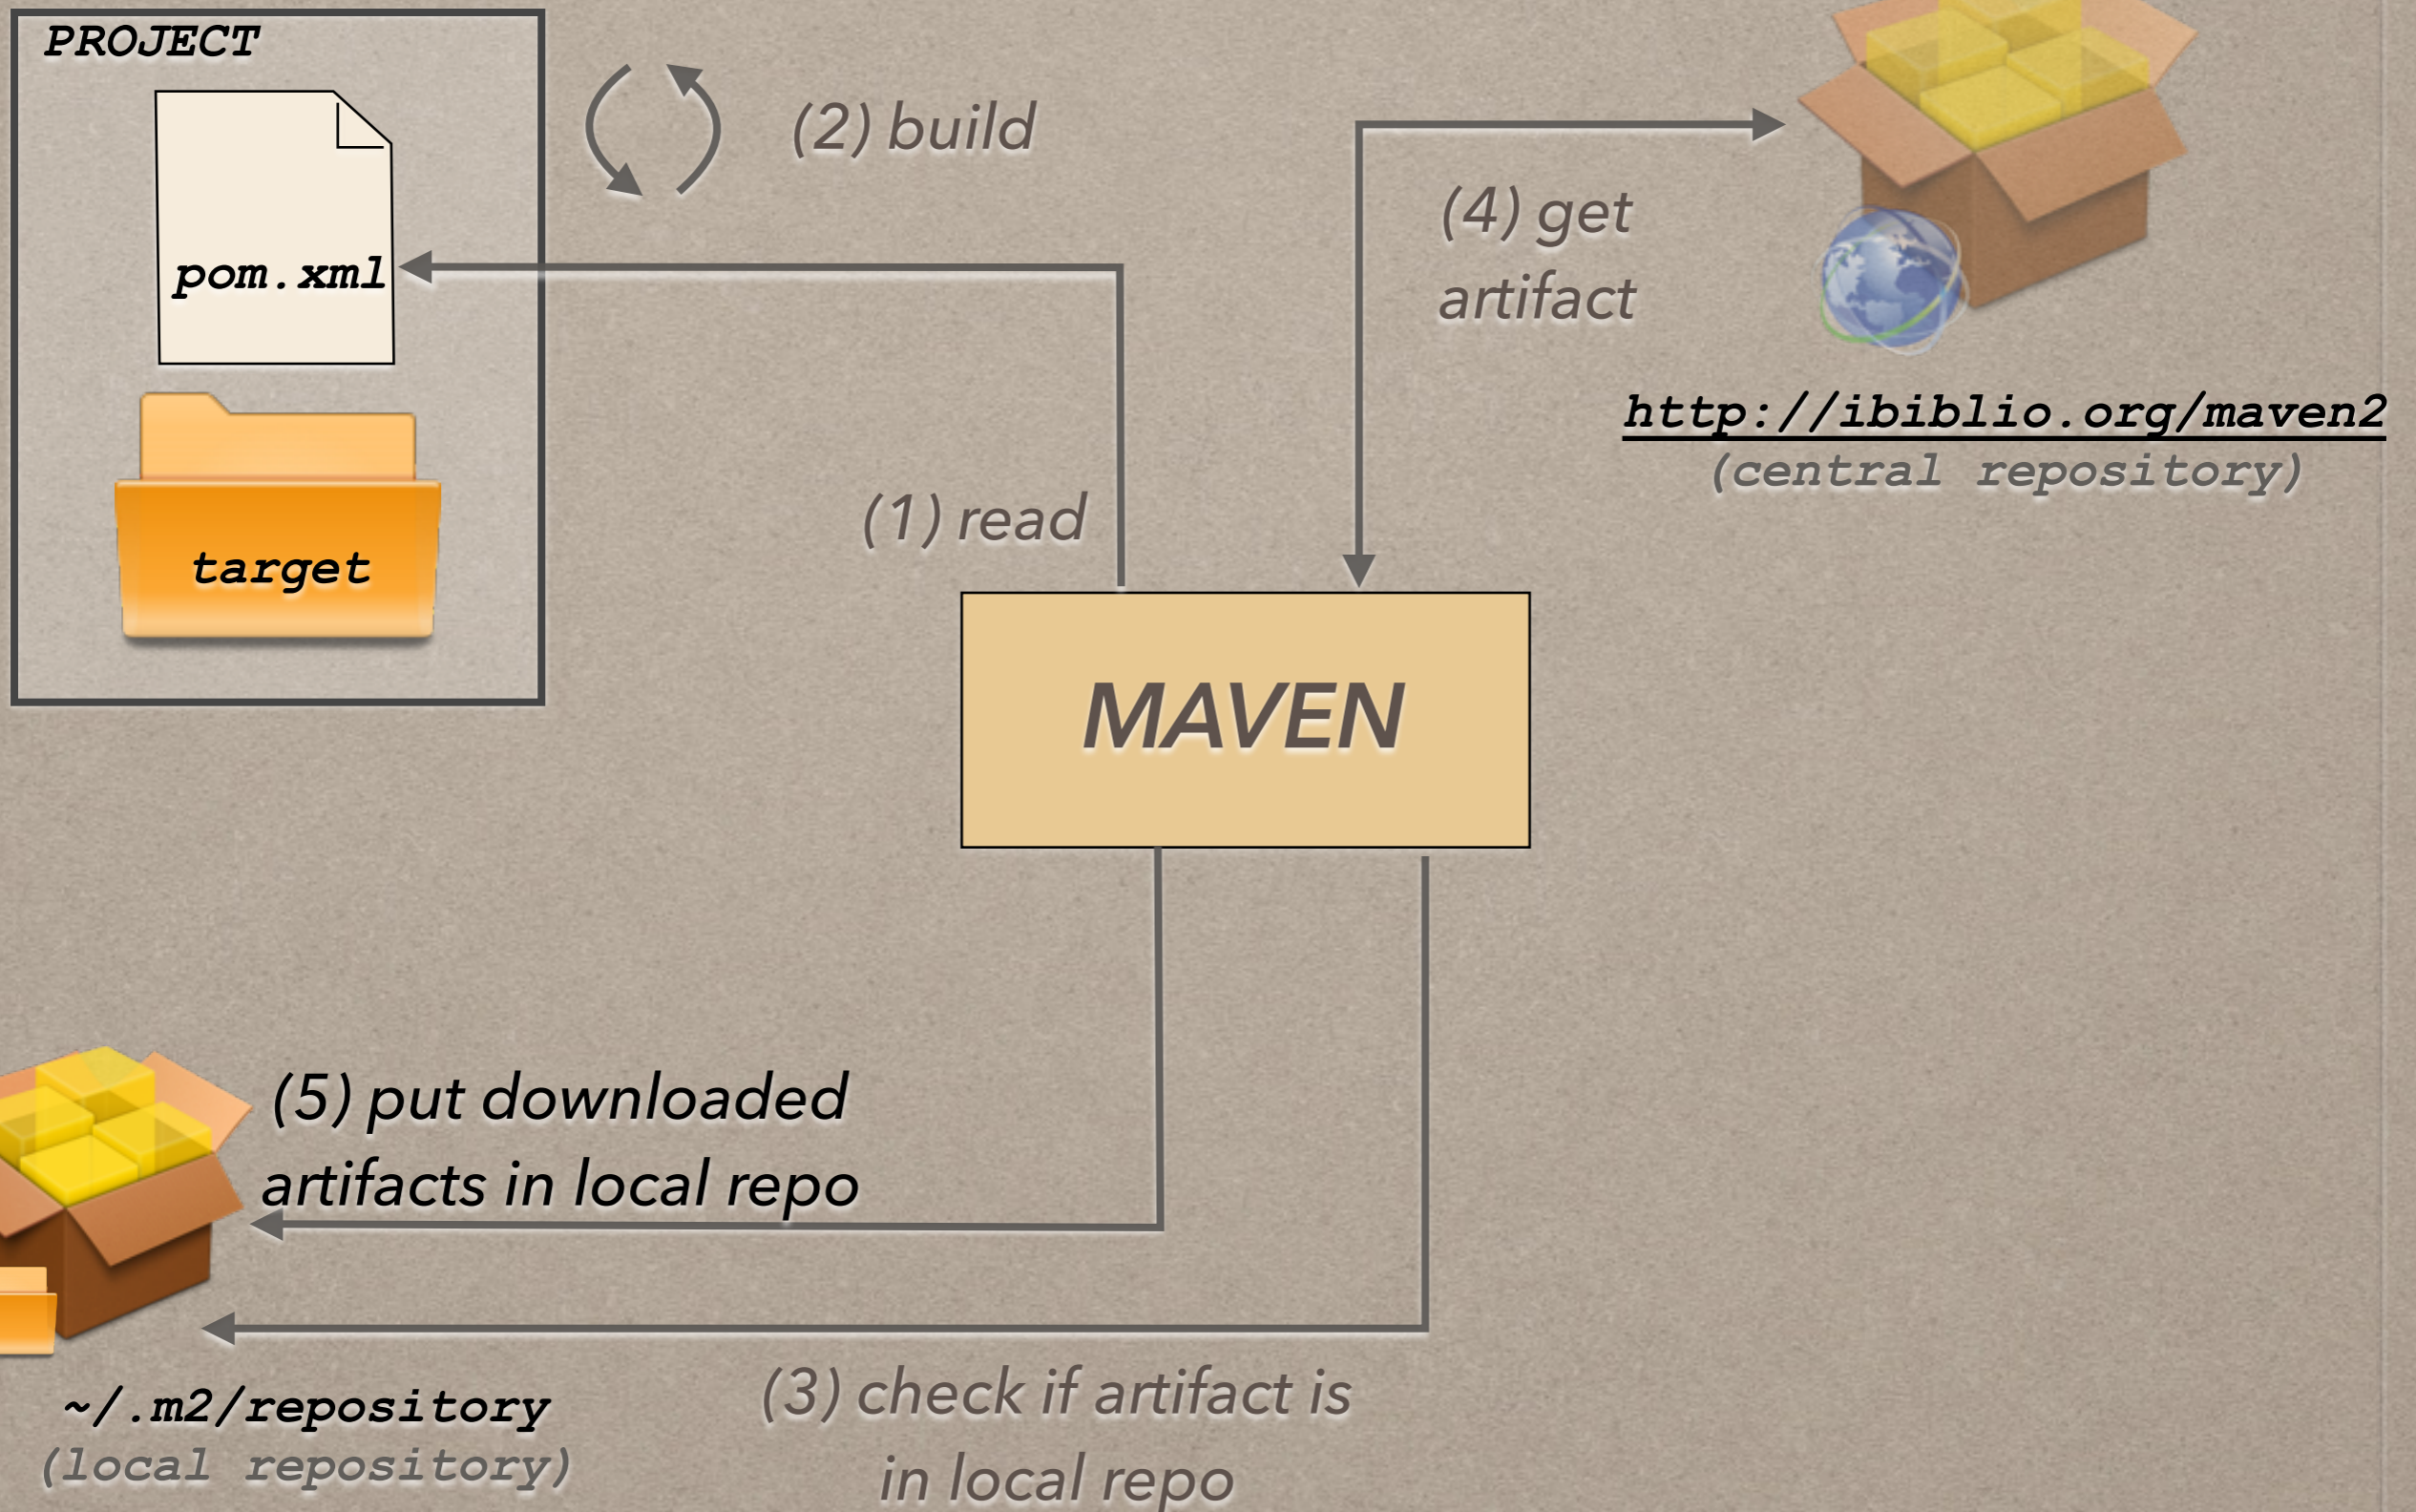 PROJECT
pom.xml
target
(2) build
(1) read
(4) get
artifact
http://ibiblio.org/maven2
(central repository)
MAVEN
(5) put downloaded
artifacts in local repo
~/.m2/repository
(local repository)
(3) check if artifact is
in local repo